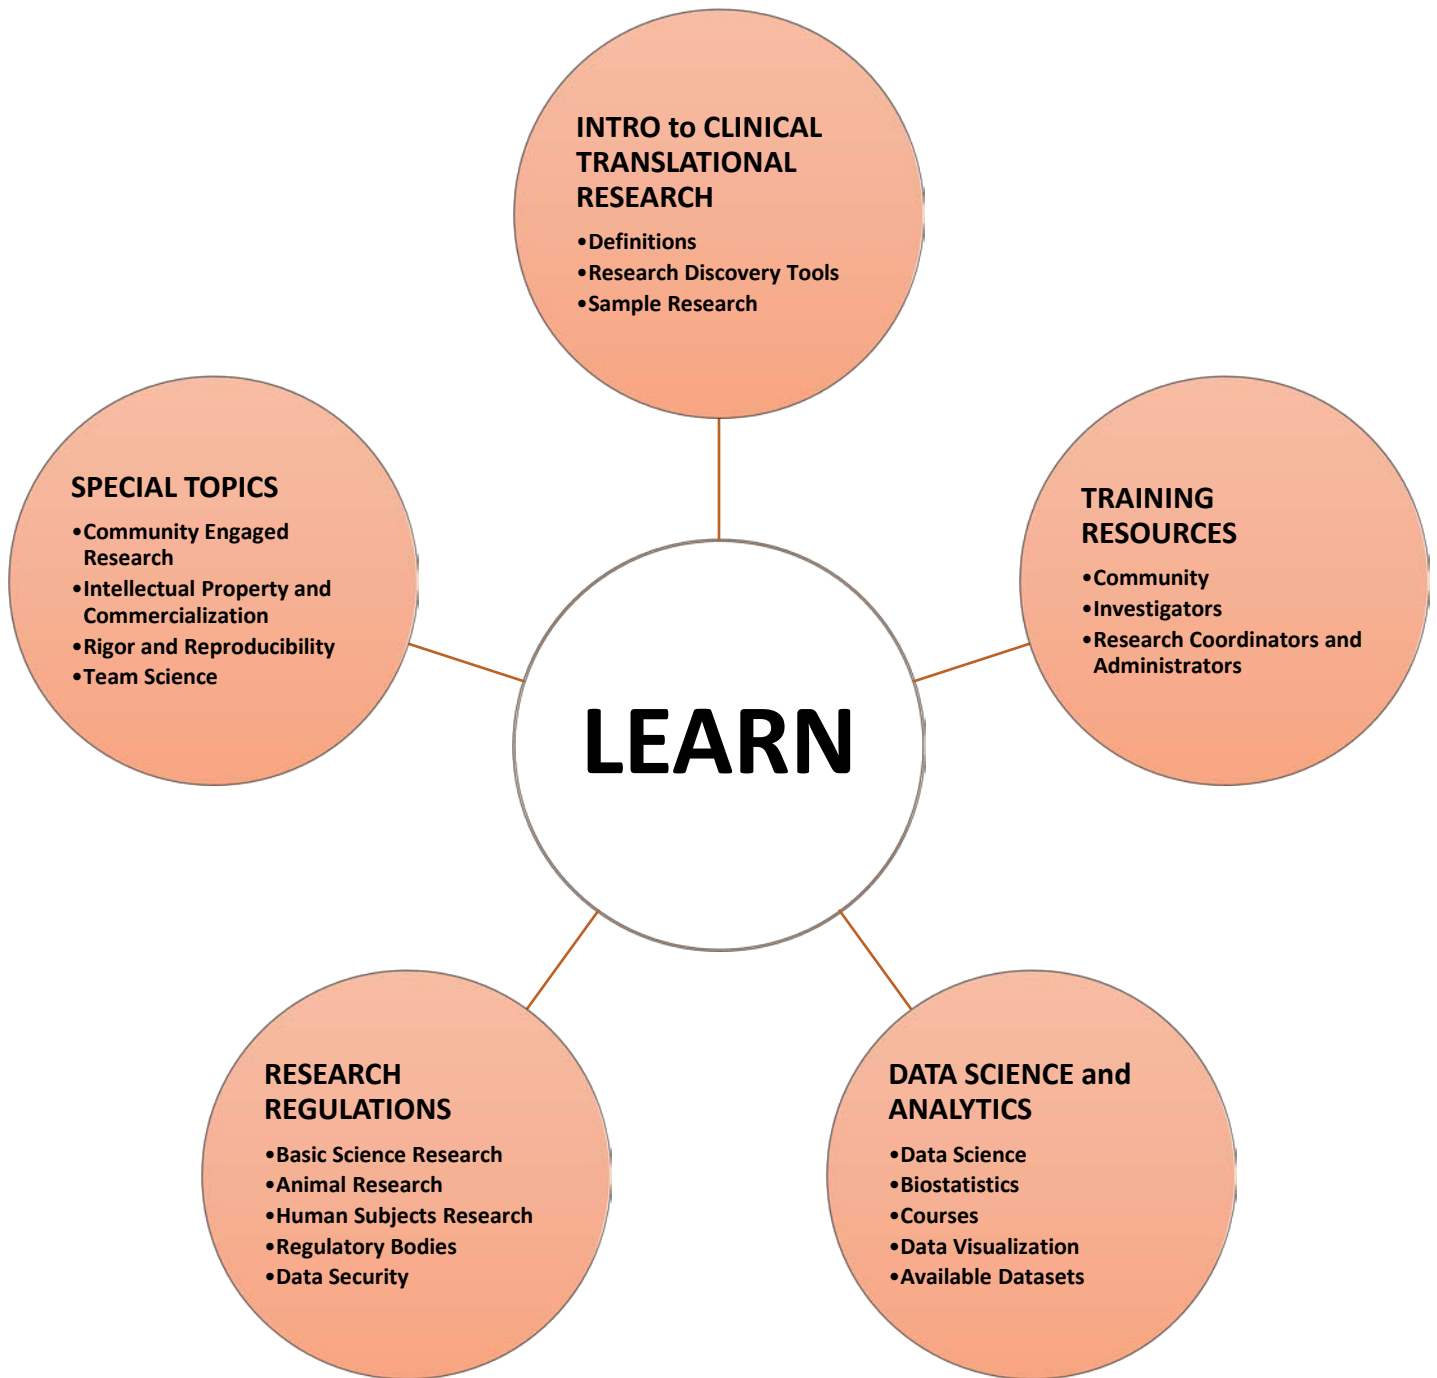 INTRO to CLINICAL
TRANSLATIONAL
RESEARCH
•Definitions
•Research Discovery Tools
•Sample Research
SPECIAL TOPICS
•Community Engaged
Research
•Intellectual Property and
Commercialization
•Rigor and Reproducibility
•Team Science
TRAINING
RESOURCES
•Community
•Investigators
•Research Coordinators and
Administrators
LEARN
RESEARCH
REGULATIONS
•Basic Science Research
•Animal Research
•Human Subjects Research
•Regulatory Bodies
•Data Security
DATA SCIENCE and
ANALYTICS
•Data Science
•Biostatistics
•Courses
•Data Visualization
•Available Datasets